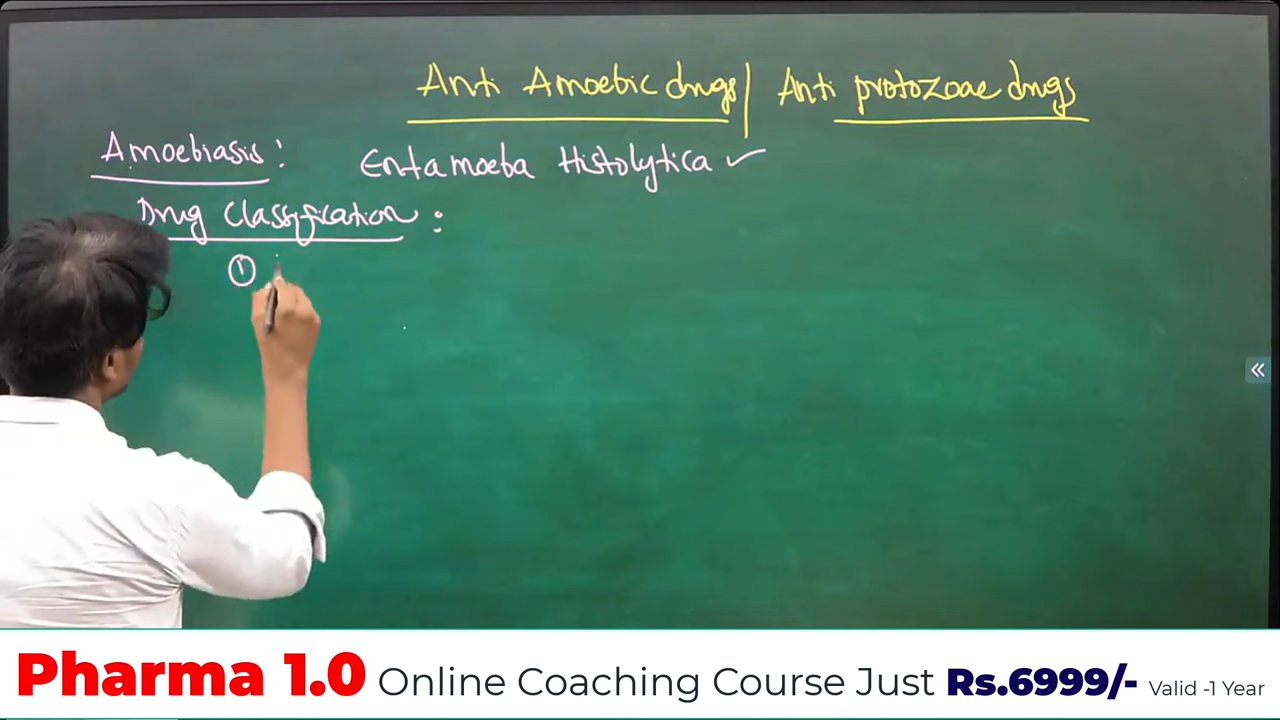 Anti Amoebic drugs | Anti protozoae drugs
Amoebiasis : Entamoeba Histolytica ✓
Drug Classification :
①
«
Pharma 1.0 Online Coaching Course Just Rs.6999/- Valid -1 Year